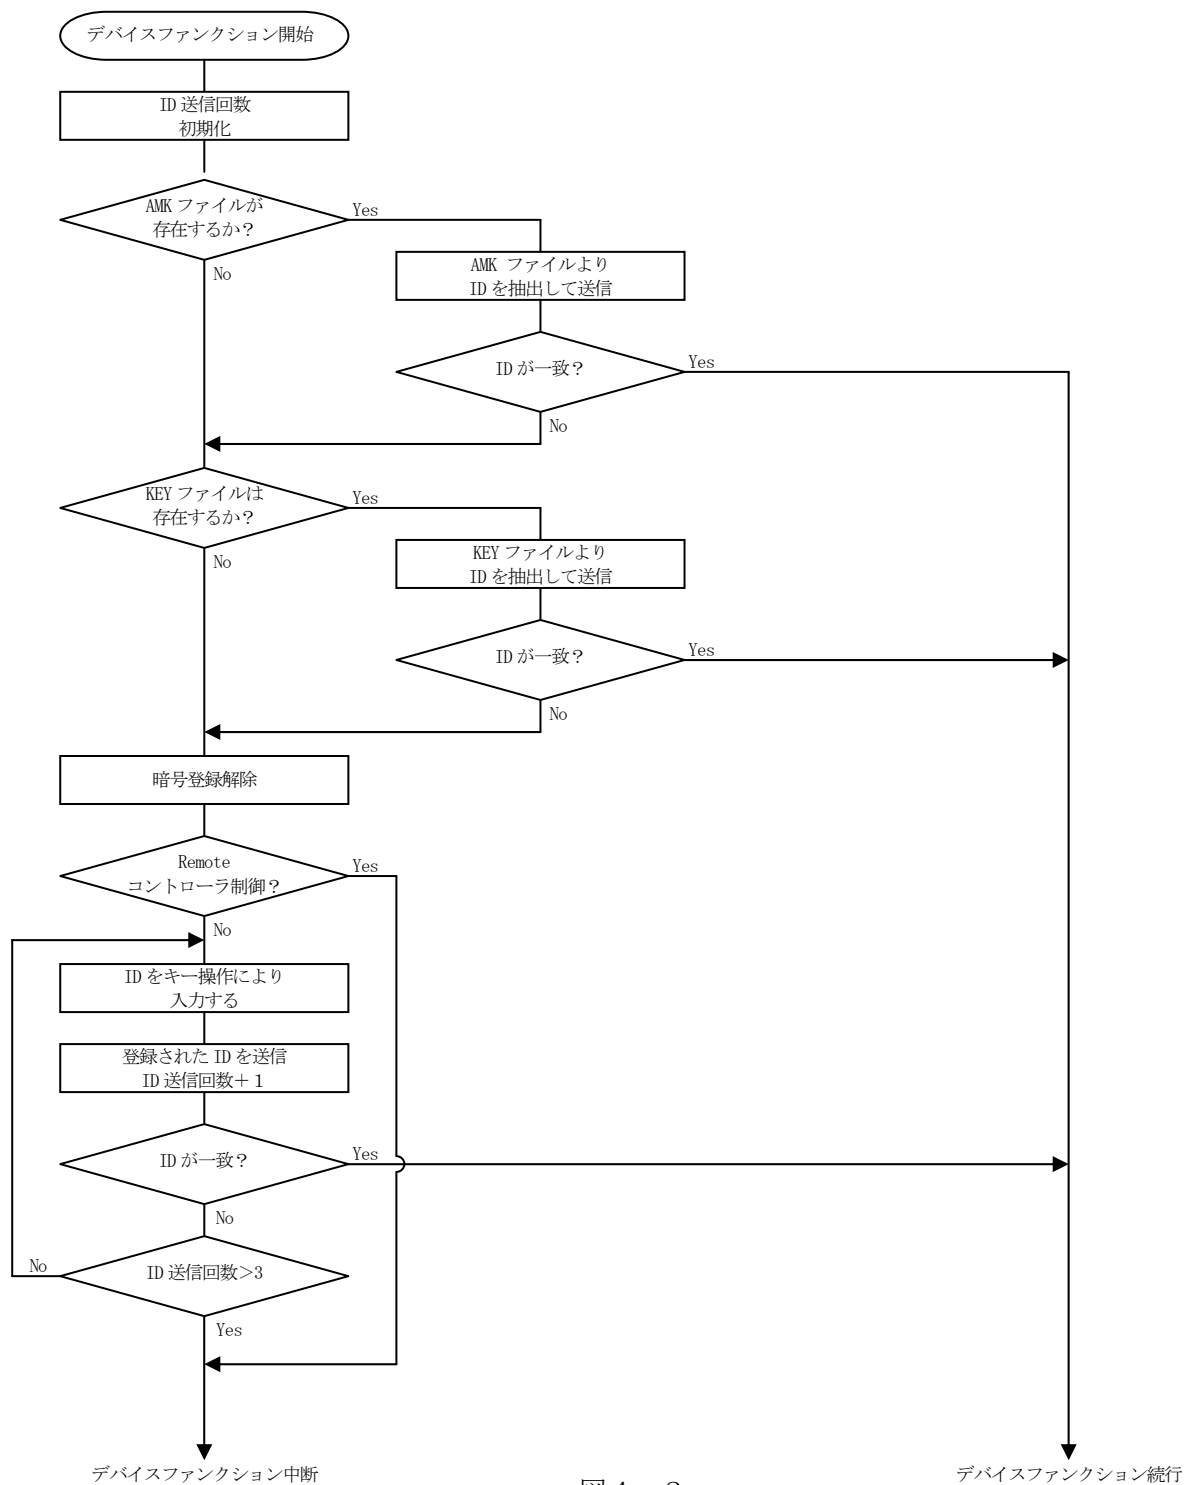 デバイスファンクション開始
ID 送信回数
初期化
AMK ファイルが
存在するか？
Yes
No
AMK ファイルより
ID を抽出して送信
ID が一致？
Yes
No
KEY ファイルは
存在するか？
Yes
No
KEY ファイルより
ID を抽出して送信
ID が一致？
Yes
No
暗号登録解除
Remote
コントローラ制御？
Yes
No
ID をキー操作により
入力する
登録された ID を送信
ID 送信回数＋１
ID が一致？
Yes
No
ID 送信回数＞3
No
Yes
デバイスファンクション中断
デバイスファンクション続行